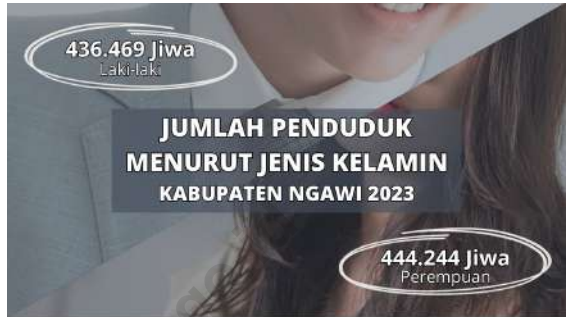 436.469 Jiwa
Laki-laki
JUMLAH PENDUDUK
MENURUT JENIS KELAMIN
KABUPATEN NGAWI 2023
444.244 Jiwa
Perempuan